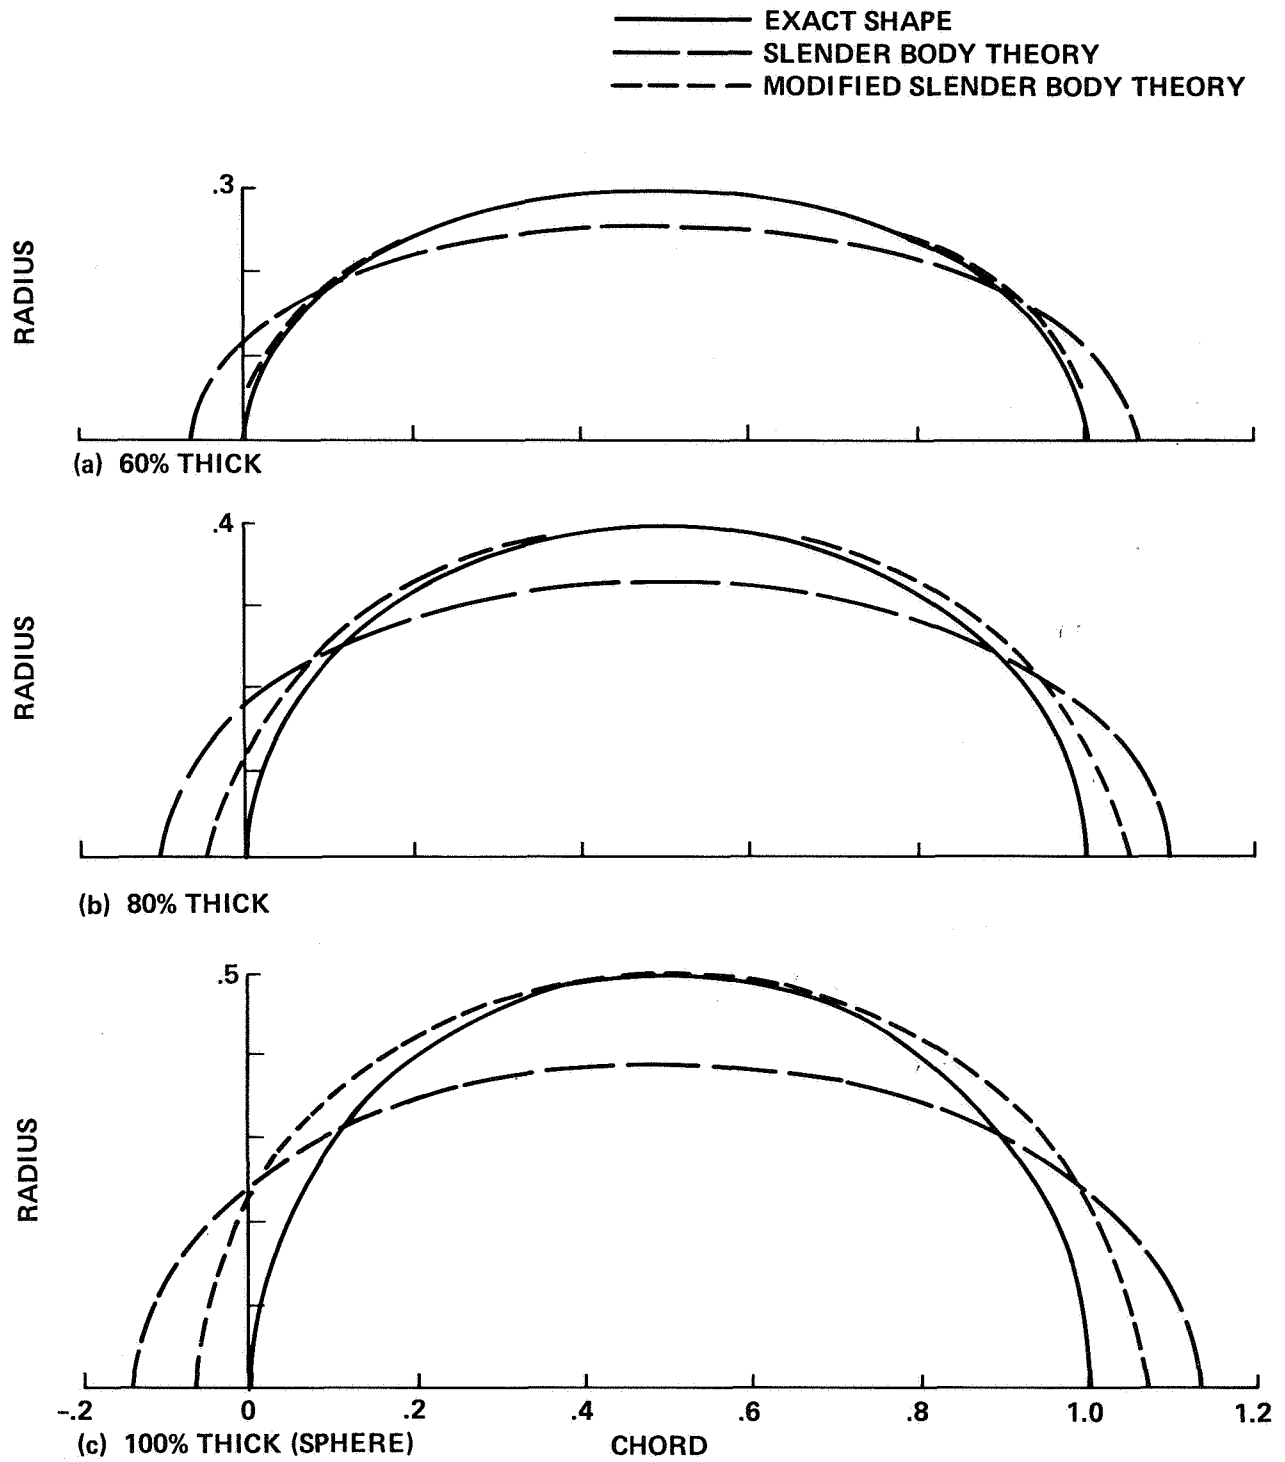 EXACT SHAPE
SLENDER BODY THEORY
MODIFIED SLENDER BODY THEORY
.3
RADIUS
(a) 60% THICK
.4
RADIUS
(b) 80% THICK
.5
RADIUS
-.2 0 .2 .4 .6 .8 1.0 1.2
(c) 100% THICK (SPHERE) CHORD